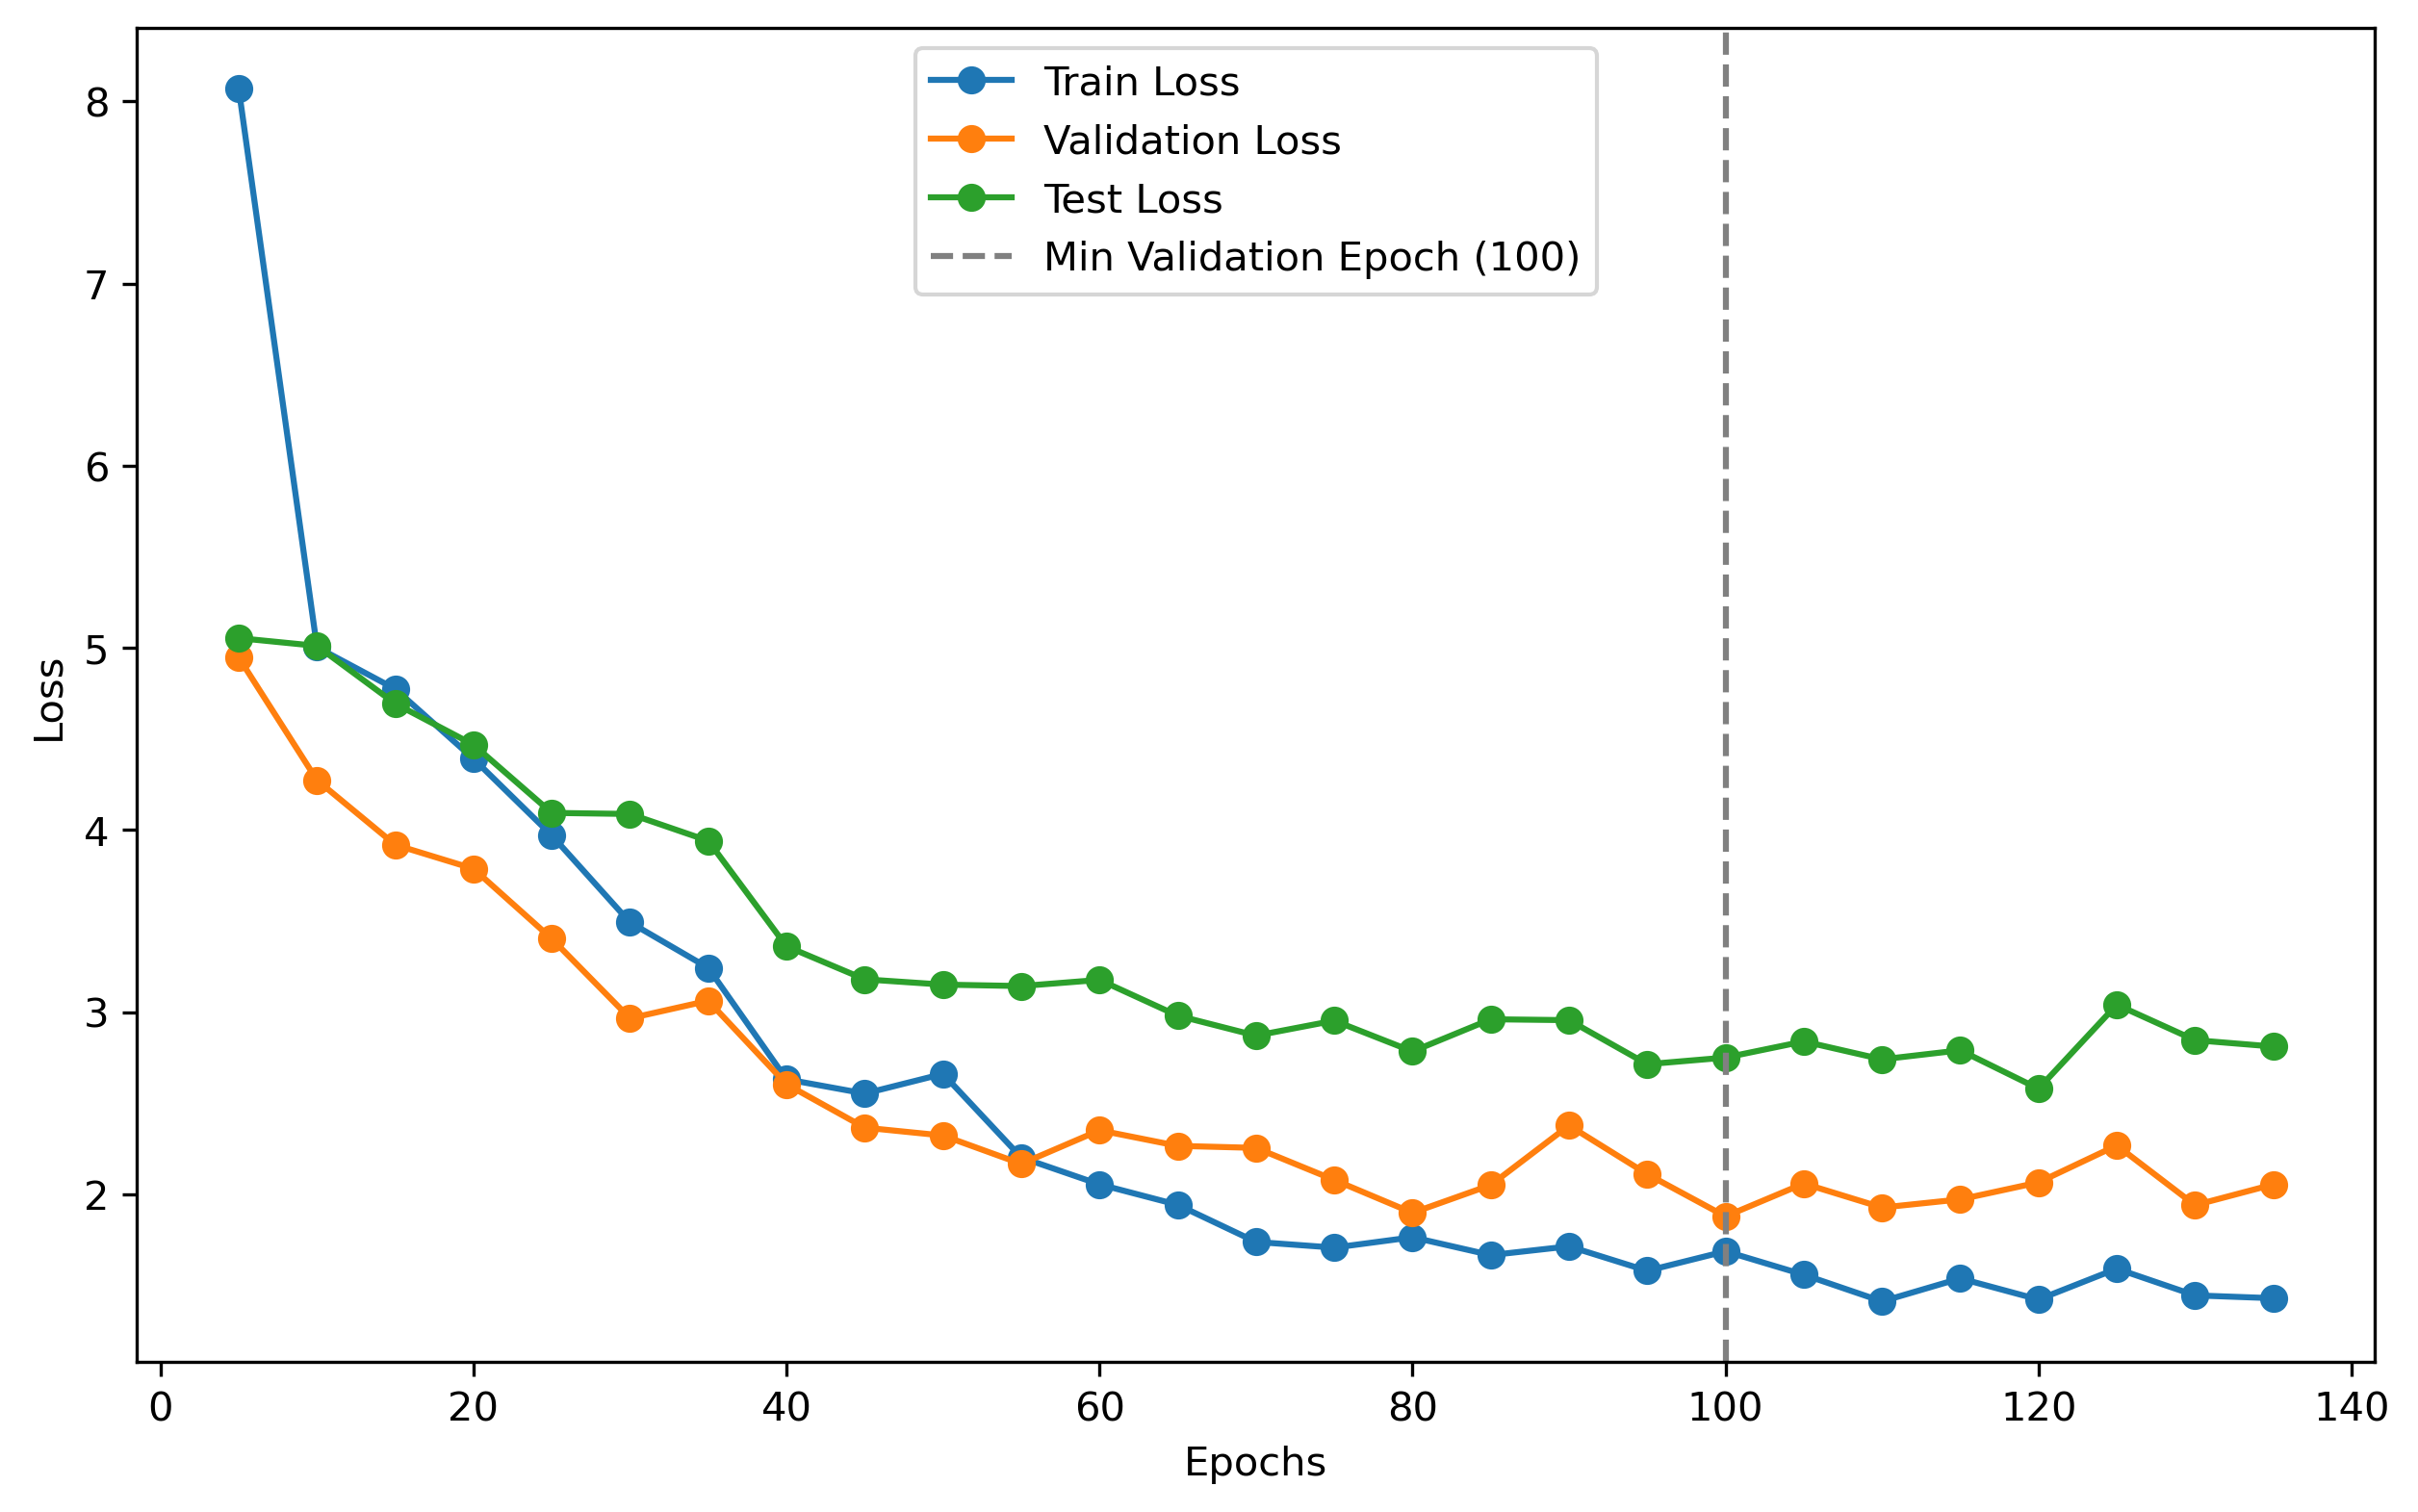 Train Loss
Validation Loss
Test Loss
Min Validation Epoch (100)
8
7
6
5
4
3
2
Loss
0 20 40 60 80 100 120 140
Epochs